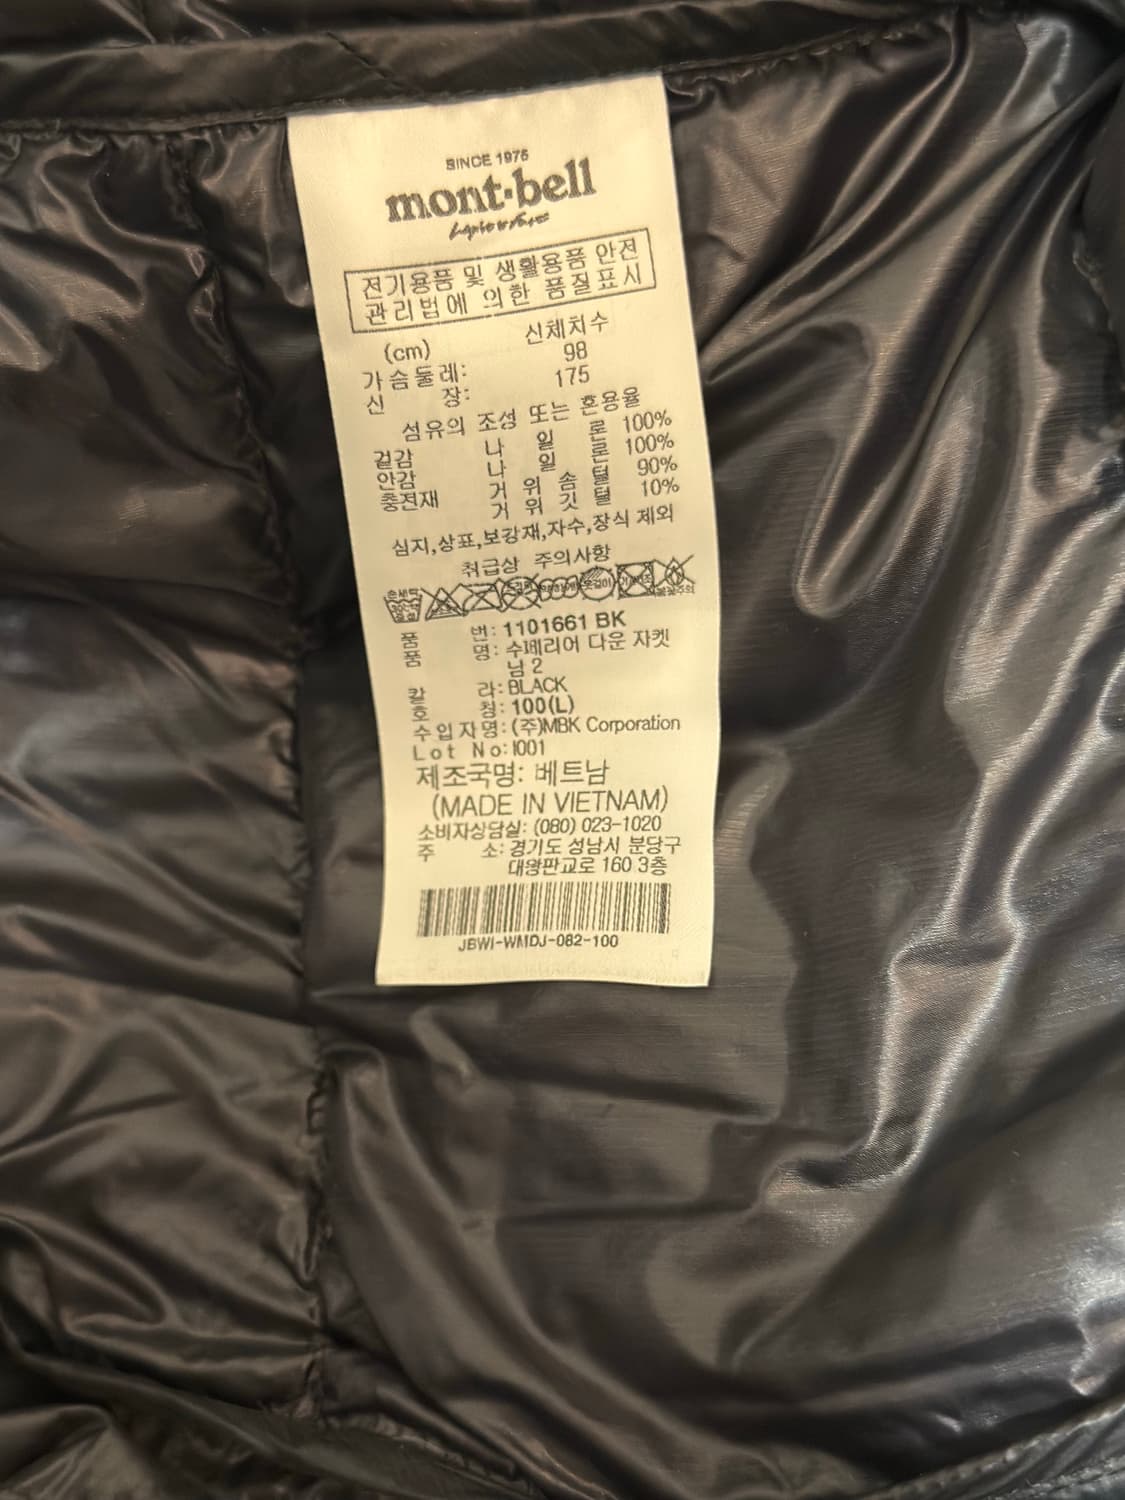 SINCE 1975
mont·bell
전기용품 및 생활용품 안전
관리법에 의한 품질표시
(cm) 신체치수
가슴둘레: 98
신 장: 175
섬유의 조성 또는 혼용율
겉감 나 일 론 100%
안감 나 일 론 100%
충전재 거 위 솜 털 90%
거 위 깃 털 10%
심지,상표,보강재,자수,장식 제외
취급상 주의사항
품 번: 1101661 BK
품 명: 수페리어 다운 자켓
남 2
칼 라: BLACK
호 칭: 100(L)
수입자명: (주)MBK Corporation
Lot No: I001
제조국명: 베트남
(MADE IN VIETNAM)
소비자상담실: (080) 023-1020
주 소: 경기도 성남시 분당구
대왕판교로 160 3층
JBWI-WMDJ-082-100